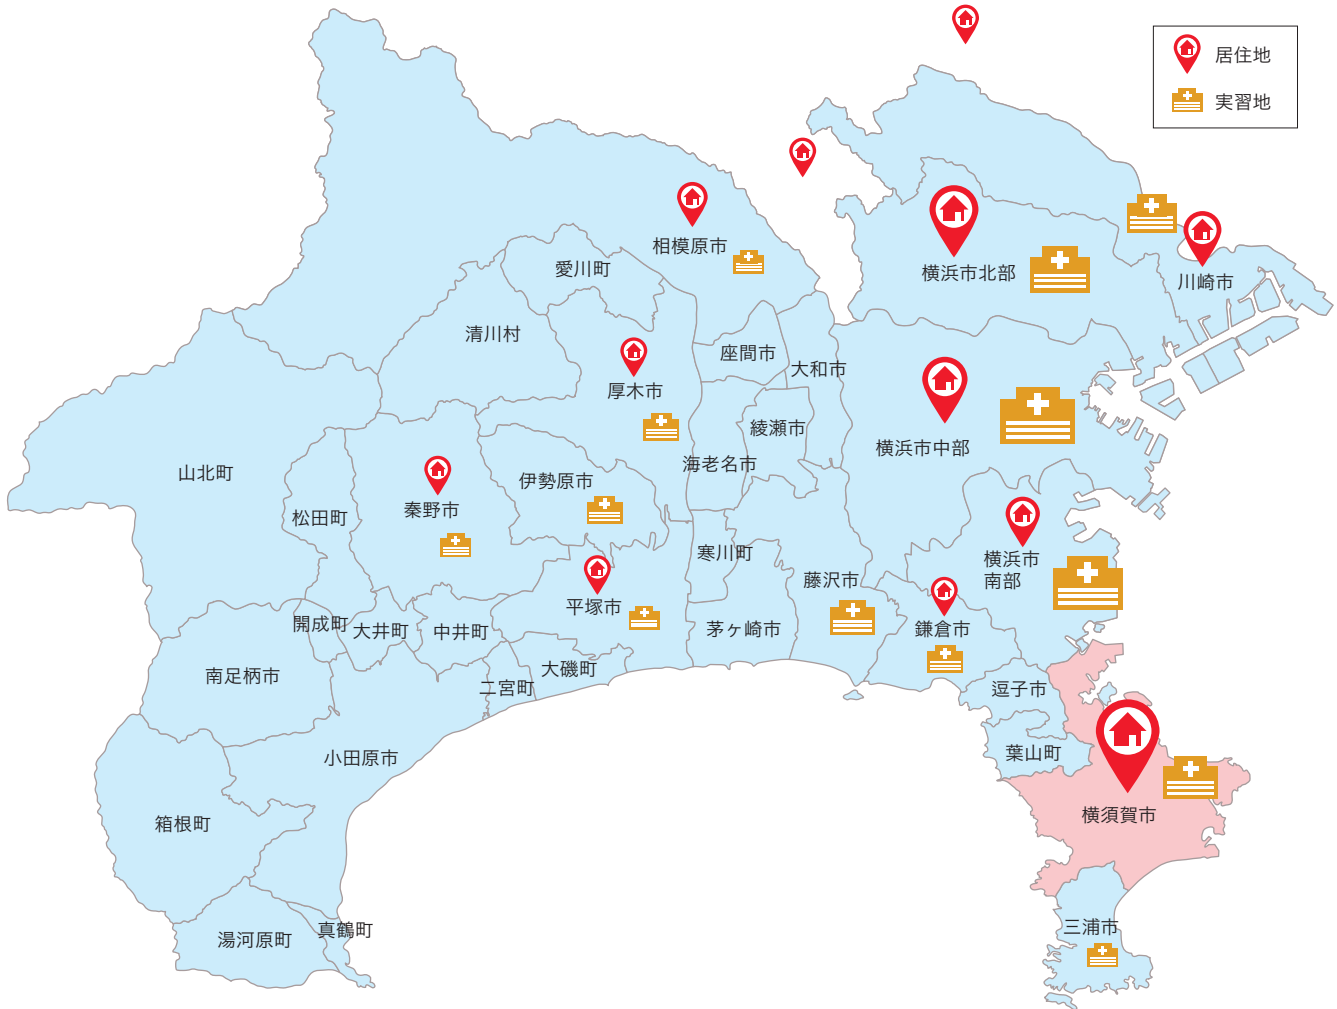 居住地
実習地
相模原市
愛川町
横浜市北部
川崎市
清川村
座間市
大和市
厚木市
綾瀬市
横浜市中部
海老名市
山北町
伊勢原市
秦野市
松田町
寒川町
横浜市
南部
藤沢市
平塚市
開成町
大井町
中井町
茅ヶ崎市
鎌倉市
南足柄市
大磯町
二宮町
逗子市
小田原市
葉山町
箱根町
横須賀市
湯河原町
真鶴町
三浦市